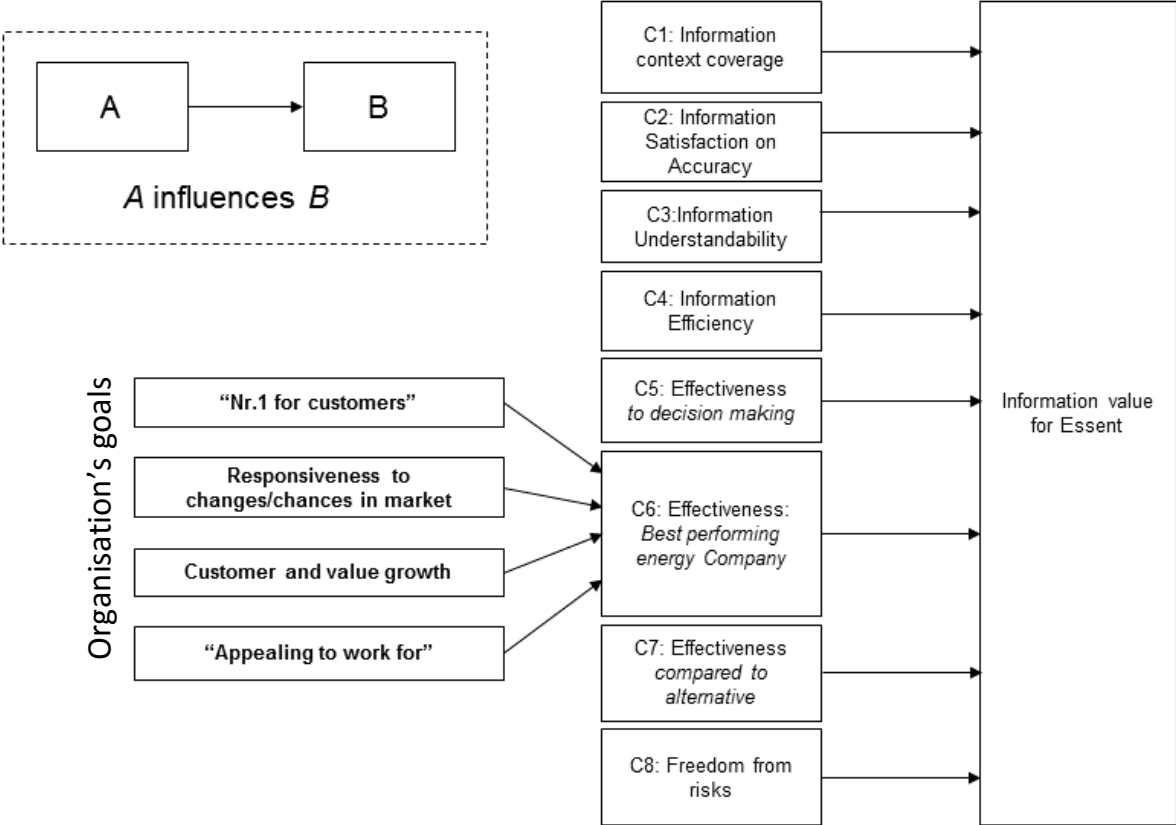 A
B
A influences B
C1: Information
context coverage
C2: Information
Satisfaction on
Accuracy
C3:Information
Understandability
C4: Information
Efficiency
C5: Effectiveness
to decision making
C6: Effectiveness:
Best performing
energy Company
C7: Effectiveness
compared to
alternative
C8: Freedom from
risks
Organisation’s goals
“Nr.1 for customers”
Responsiveness to
changes/chances in market
Customer and value growth
“Appealing to work for”
Information value
for Essent